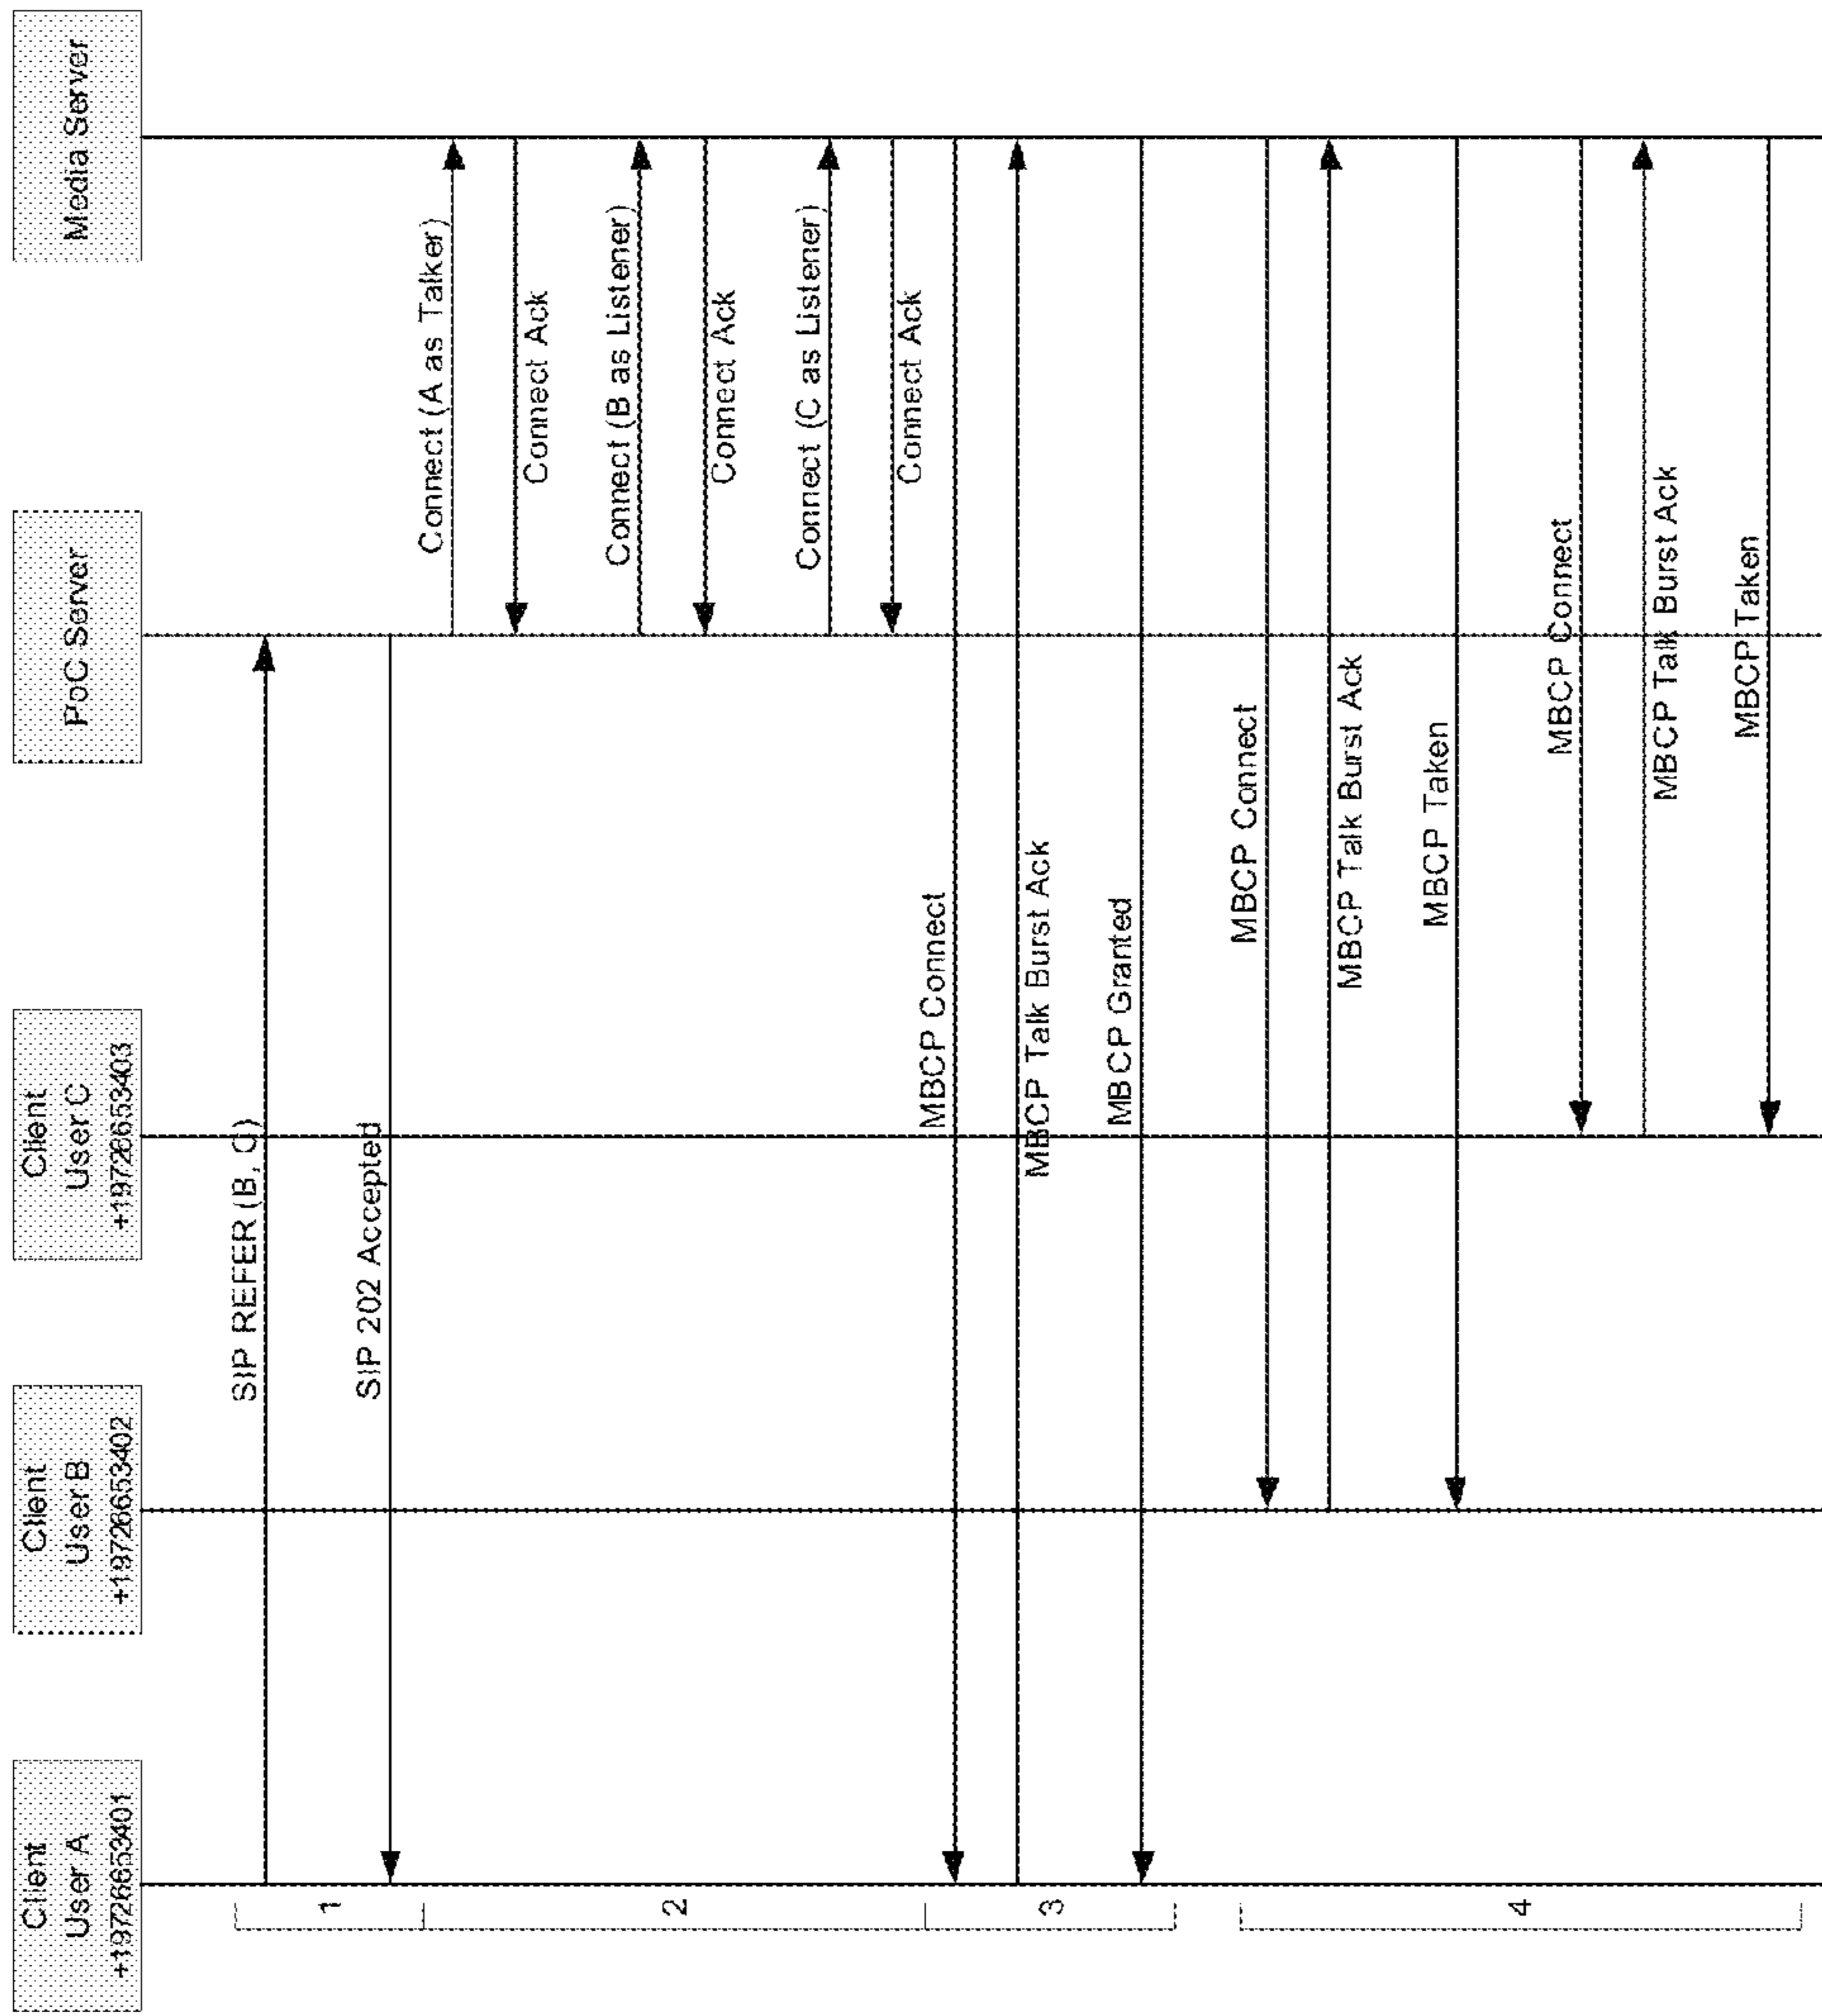 Client
User A
+19726653401
Client
User B
+19726653402
Client
User C
+19726653403
PoC Server
Media Server
1
SIP REFER (B, C)
SIP 202 Accepted
2
Connect (A as Talker)
Connect Ack
Connect (B as Listener)
Connect Ack
Connect (C as Listener)
Connect Ack
3
MBCP Connect
MBCP Talk Burst Ack
MBCP Granted
4
MBCP Connect
MBCP Talk Burst Ack
MBCP Taken
MBCP Connect
MBCP Talk Burst Ack
MBCP Taken